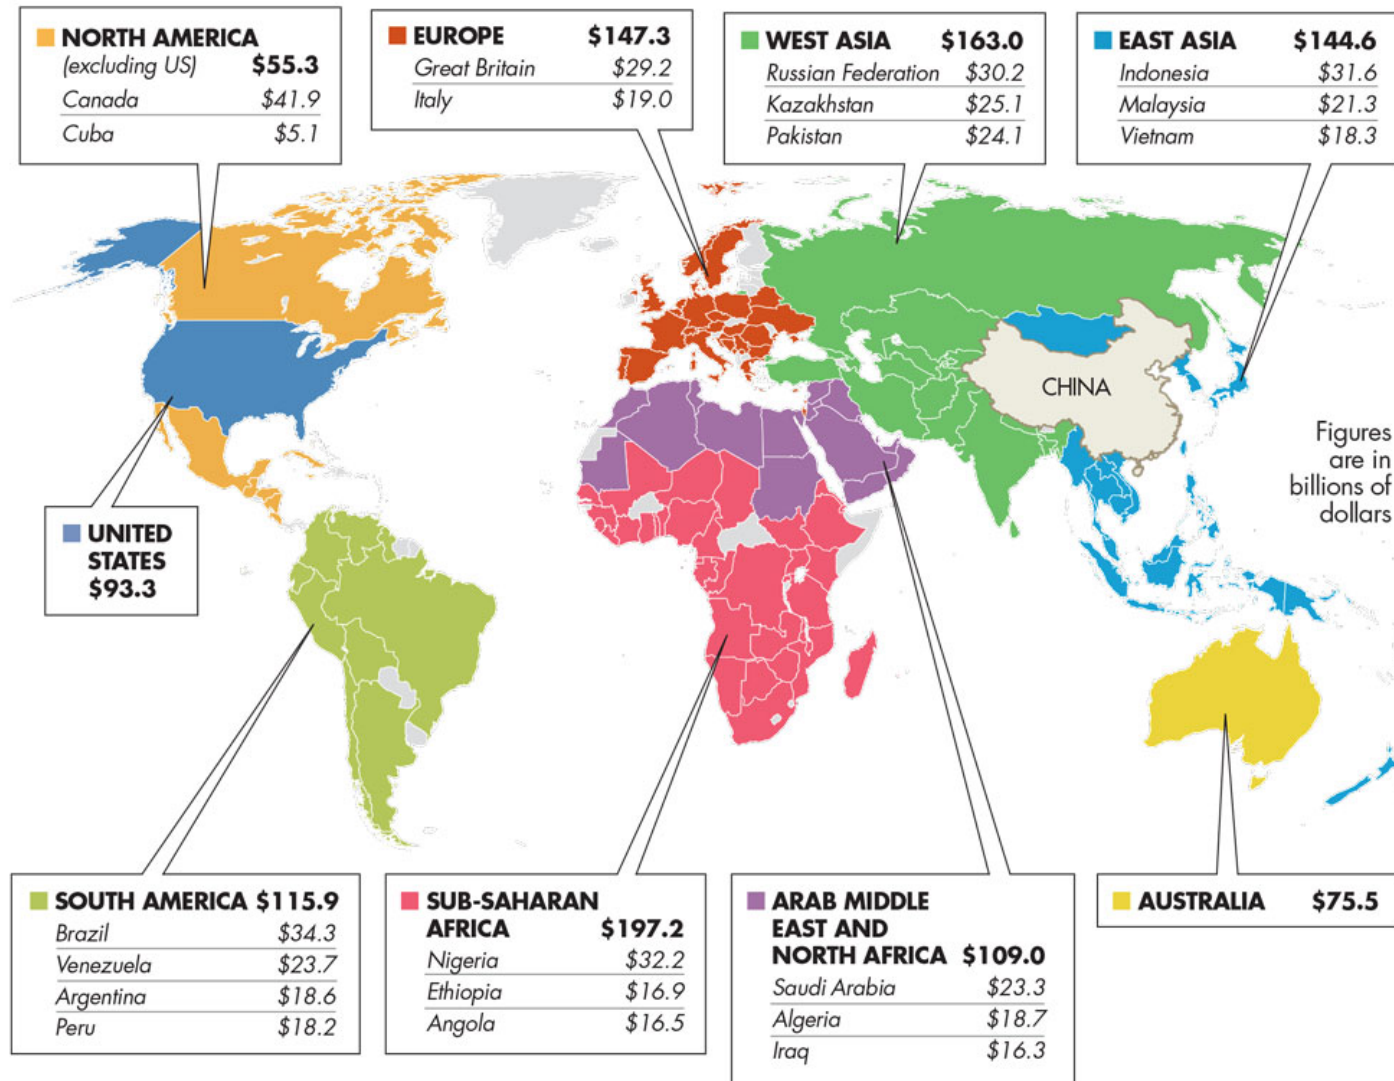 NORTH AMERICA
(excluding US) $55.3
Canada $41.9
Cuba $5.1
EUROPE $147.3
Great Britain $29.2
Italy $19.0
WEST ASIA $163.0
Russian Federation $30.2
Kazakhstan $25.1
Pakistan $24.1
EAST ASIA $144.6
Indonesia $31.6
Malaysia $21.3
Vietnam $18.3
CHINA
Figures
are in
billions of
dollars
UNITED
STATES
$93.3
SOUTH AMERICA $115.9
Brazil $34.3
Venezuela $23.7
Argentina $18.6
Peru $18.2
SUB-SAHARAN
AFRICA $197.2
Nigeria $32.2
Ethiopia $16.9
Angola $16.5
ARAB MIDDLE
EAST AND
NORTH AFRICA $109.0
Saudi Arabia $23.3
Algeria $18.7
Iraq $16.3
AUSTRALIA $75.5